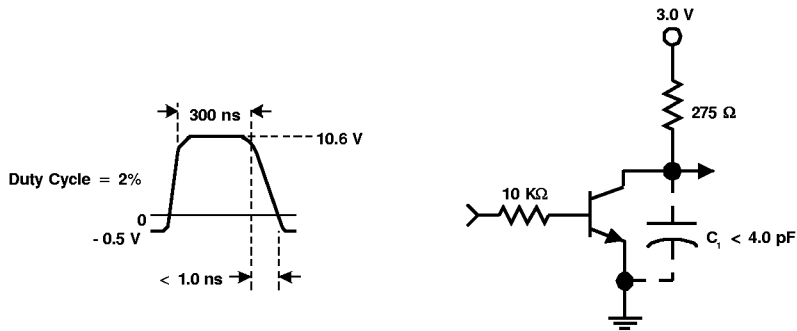 300 ns
10.6 V
Duty Cycle = 2%
0
- 0.5 V
< 1.0 ns
3.0 V
275 Ω
10 KΩ
C₁ < 4.0 pF